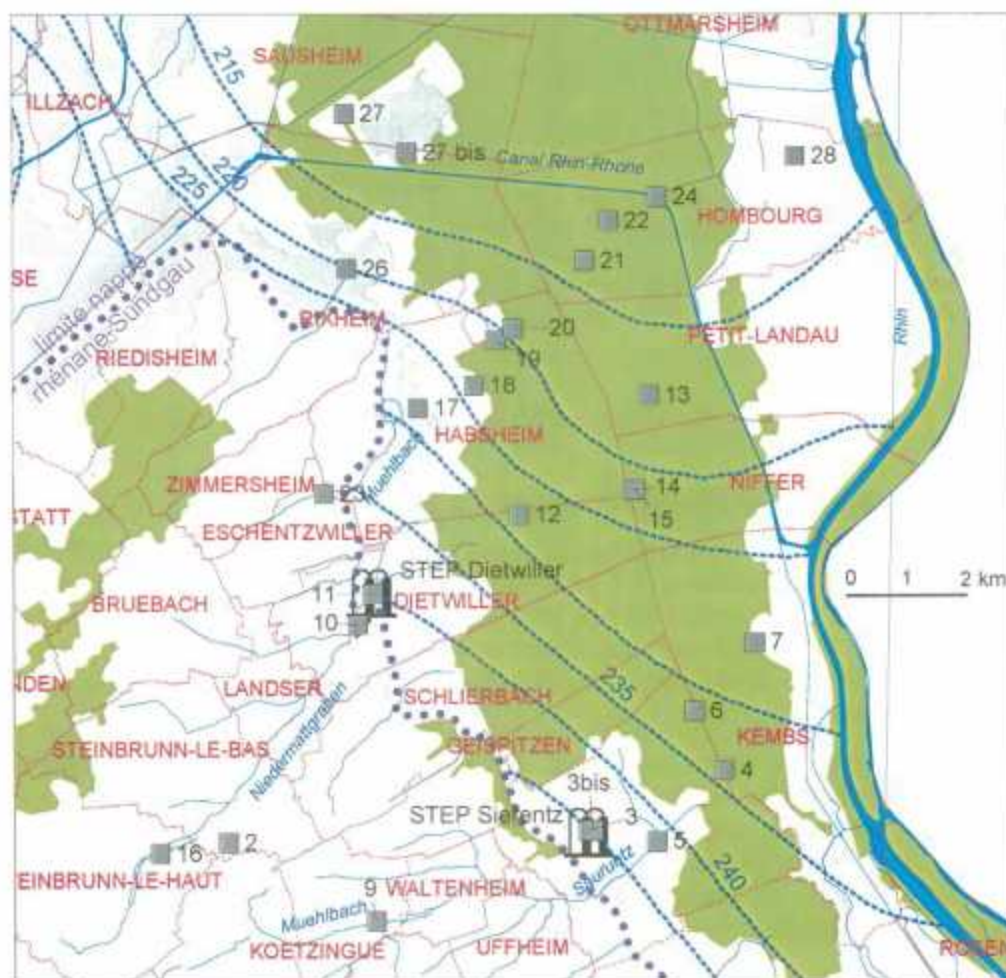 OTTMARSHEIM
SAUSHEIM
215
ILLZACH
27
27 bis
Canal Rhin-Rhone
28
220
225
24
22
HOMBOURG
21
26
SE
limite nappe
rhénane-Sundgau
RIXHEIM
20
PETIT-LANDAU
Rhin
RIEDISHEIM
19
18
13
17
HABSHEIM
Muehlbach
ZIMMERSHEIM
23
14
NIFFER
STATT
12
15
ESCHENTZWILLER
STEP-Dietwiller
0 1 2 km
BRUEBACH
11
DIETWILLER
10
7
NDEN
LANDSER
SCHLIERBACH
235
6
STEINBRUNN-LE-BAS
Niedermattgraben
GEISPITZEN
KEMBS
4
3bis
STEP Sierentz
3
5
2
16
EINBRUNN-LE-HAUT
240
9
WALTENHEIM
Muehlbach
KOETZINGUE
UFFHEIM